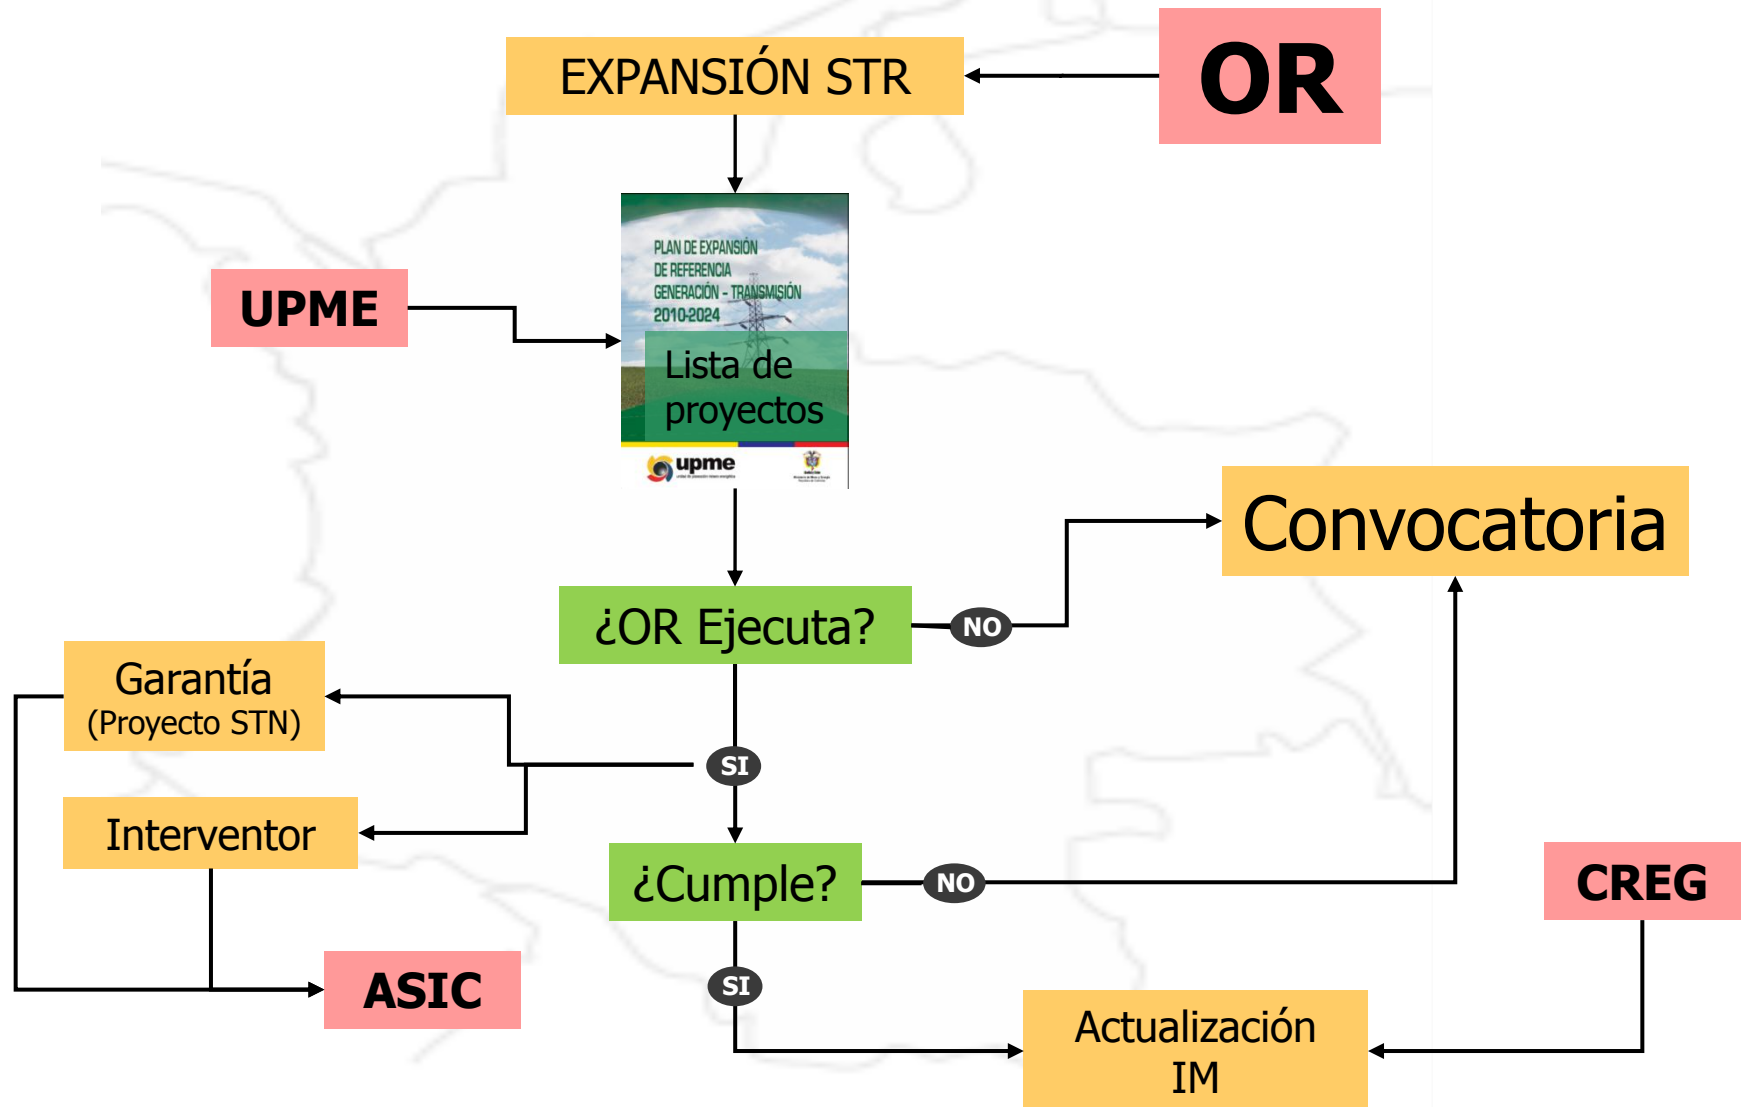 EXPANSIÓN STR
OR
PLAN DE EXPANSIÓN
DE REFERENCIA
GENERACIÓN - TRANSMISIÓN
2010-2024
UPME
Lista de
proyectos
upme
Convocatoria
¿OR Ejecuta?
NO
Garantía
(Proyecto STN)
SI
Interventor
¿Cumple?
NO
CREG
ASIC
SI
Actualización
IM